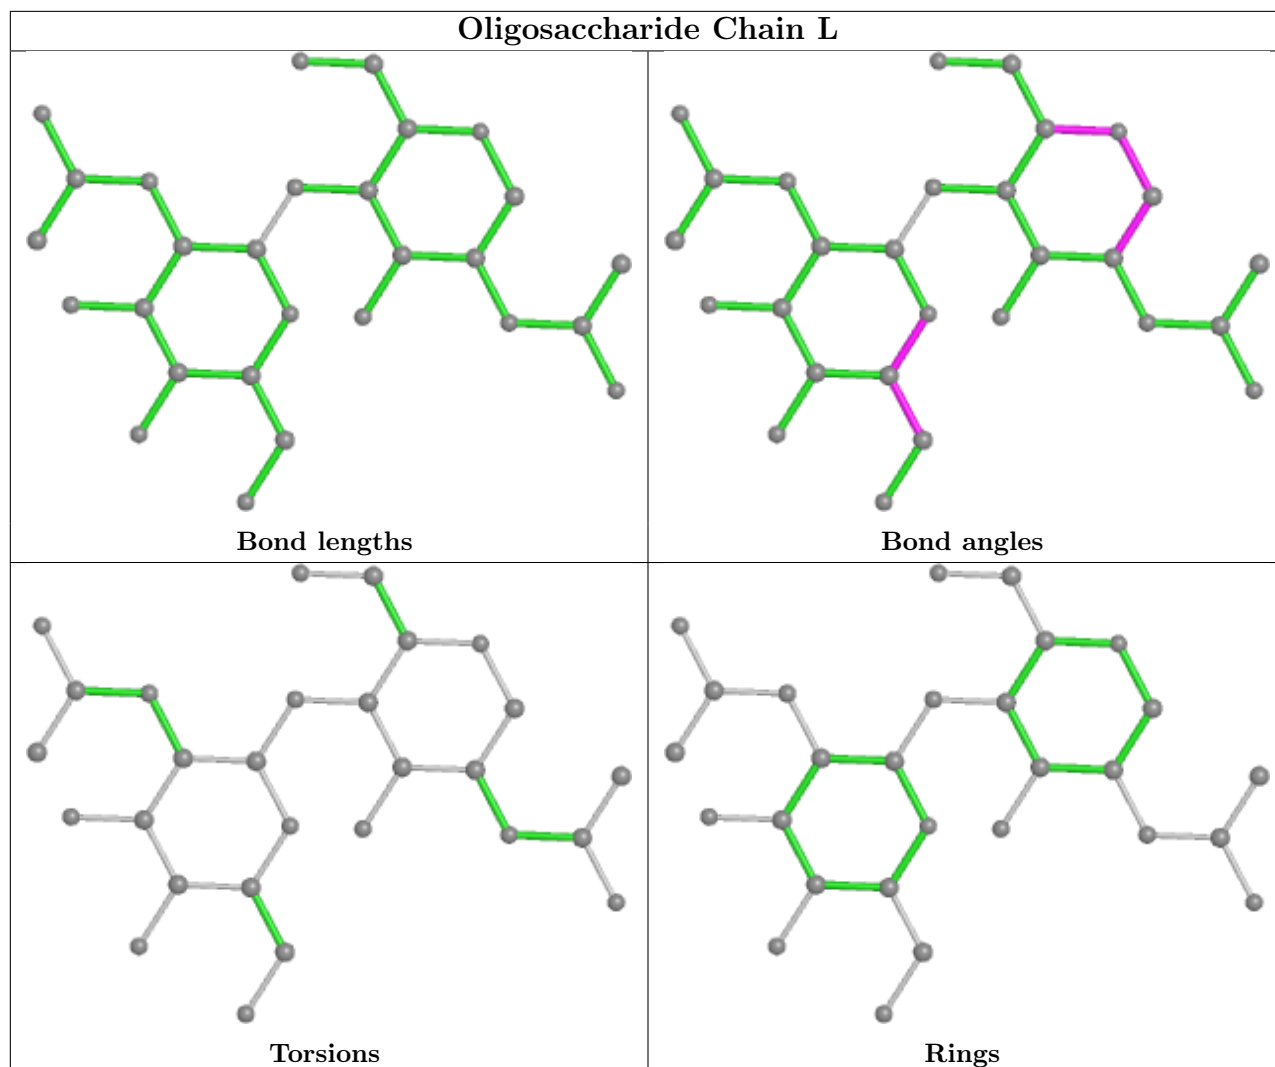 Oligosaccharide Chain L
Bond lengths
Bond angles
Torsions
Rings